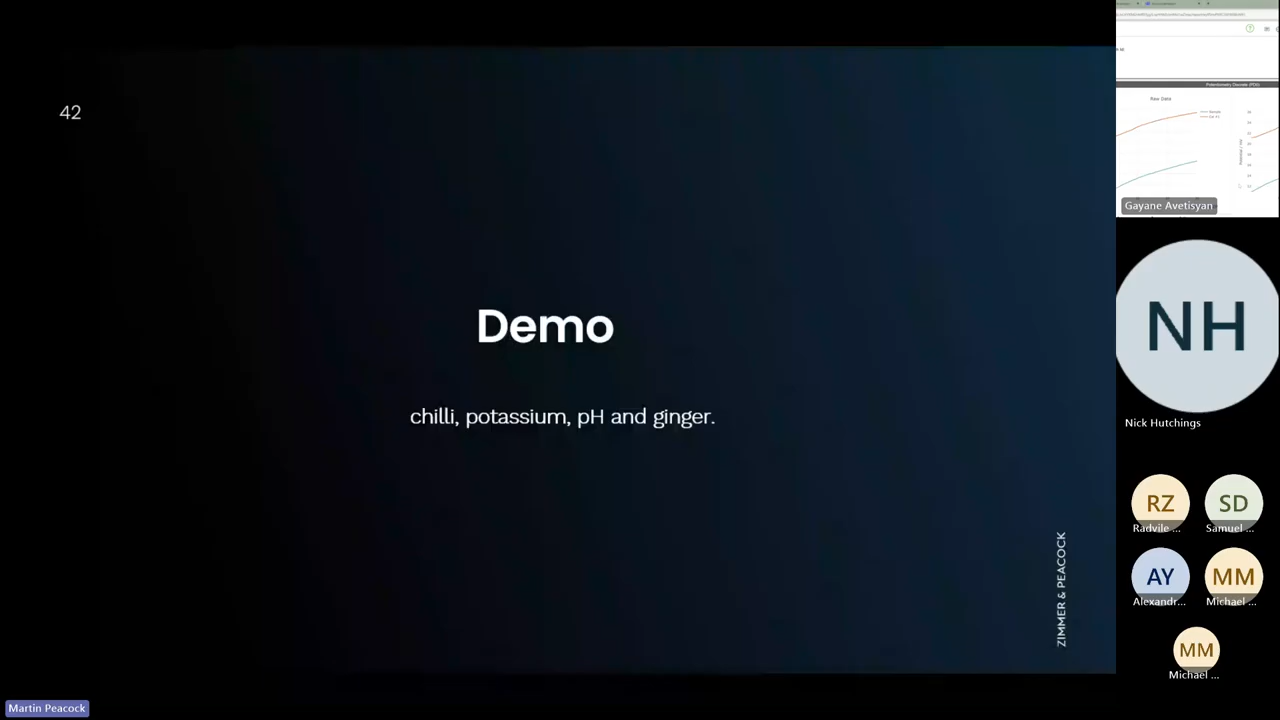 42
Demo
chilli, potassium, pH and ginger.
ZIMMER & PEACOCK
Martin Peacock
Raw Data
Gayane Avetisyan
NH
Nick Hutchings
RZ
Radvile ...
SD
Samuel ...
AY
Alexandr...
MM
Michael ...
MM
Michael ...